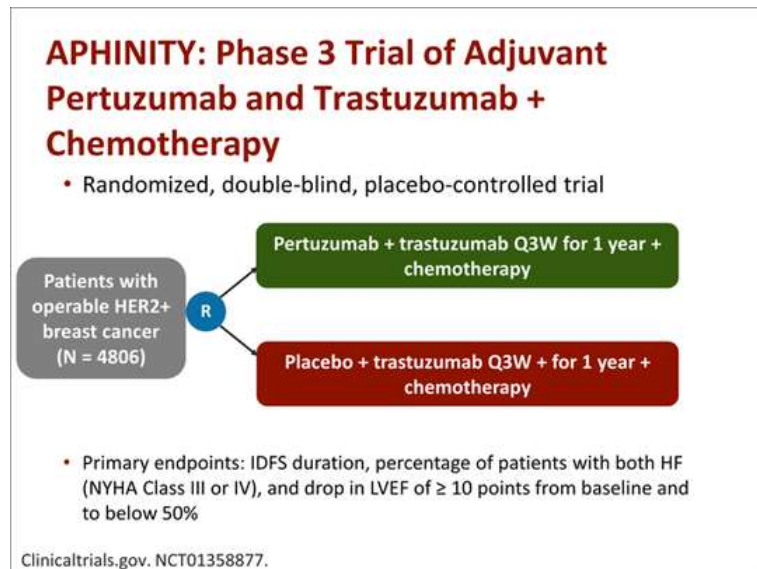 APHINITY: Phase 3 Trial of Adjuvant
Pertuzumab and Trastuzumab +
Chemotherapy
• Randomized, double-blind, placebo-controlled trial
Patients with
operable HER2+
breast cancer
(N = 4806)
R
Pertuzumab + trastuzumab Q3W for 1 year +
chemotherapy
Placebo + trastuzumab Q3W + for 1 year +
chemotherapy
• Primary endpoints: IDFS duration, percentage of patients with both HF
(NYHA Class III or IV), and drop in LVEF of ≥ 10 points from baseline and
to below 50%
Clinicaltrials.gov. NCT01358877.